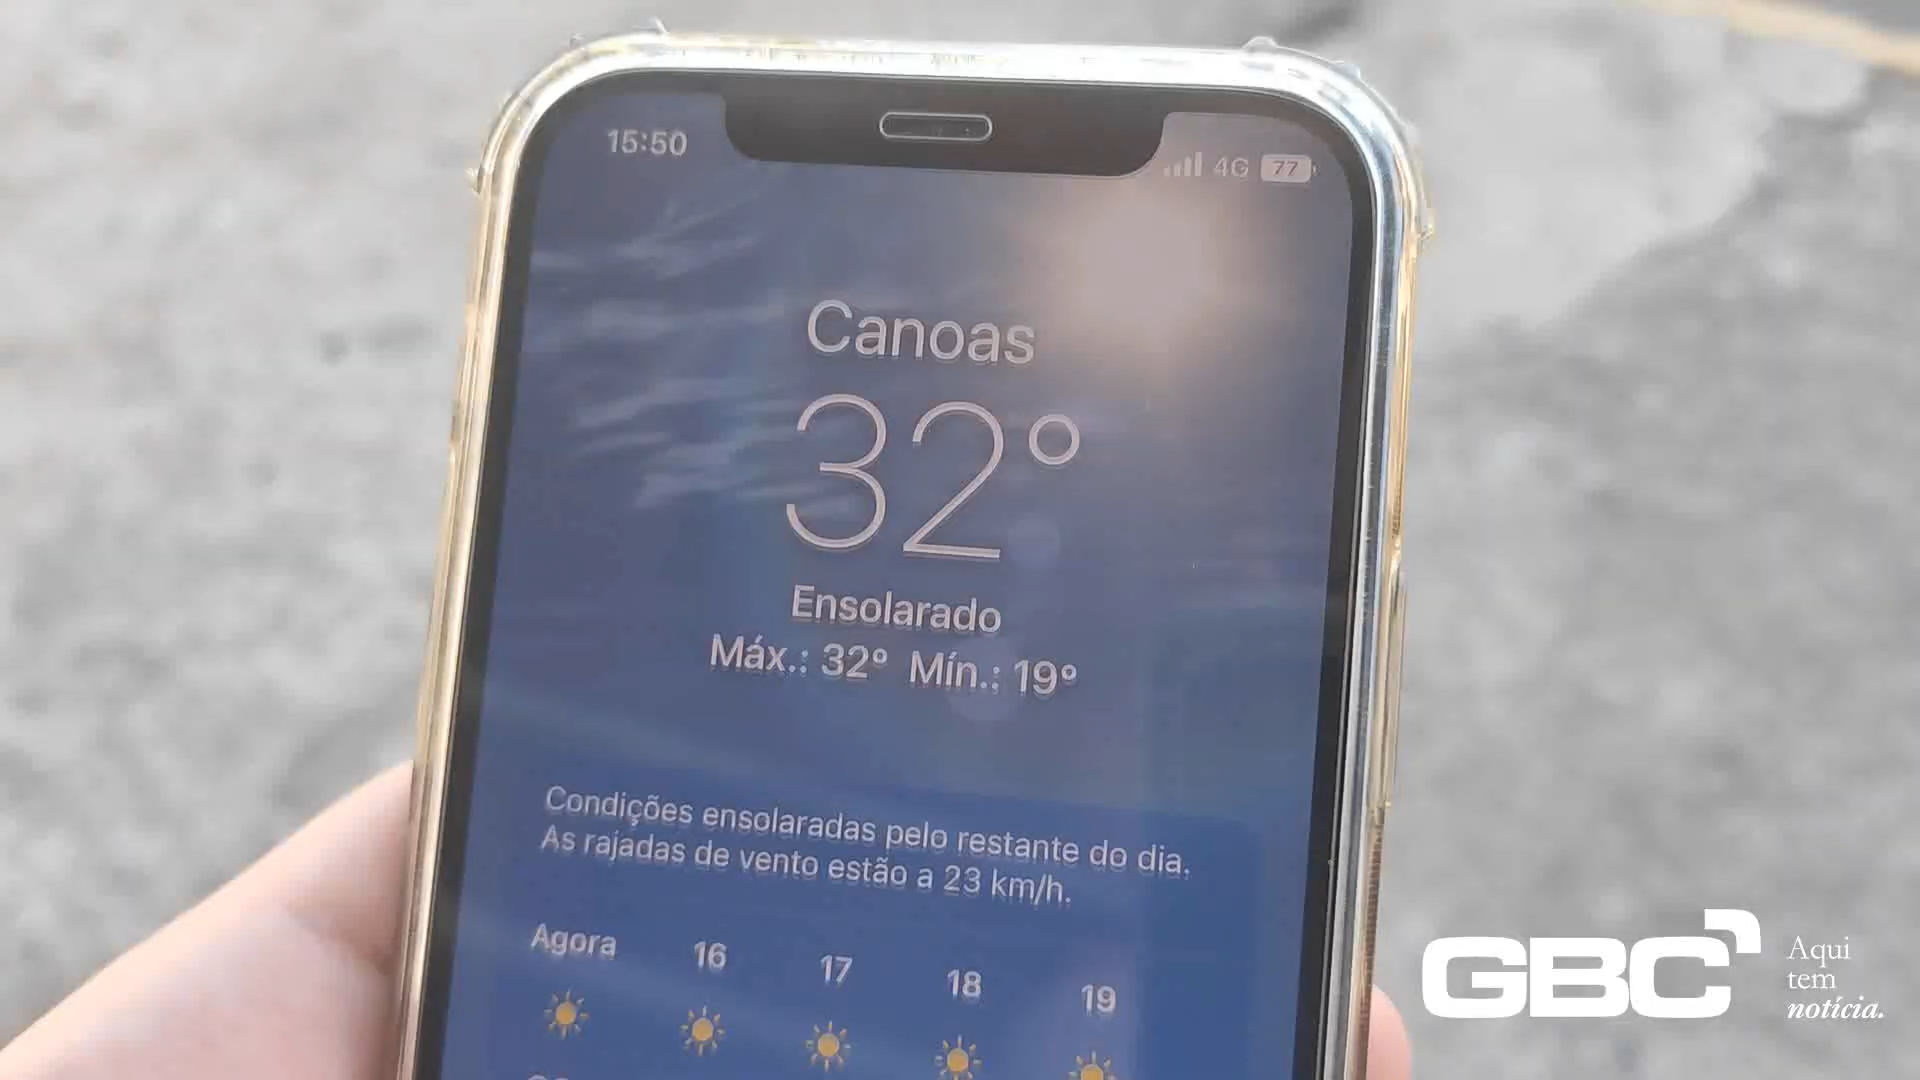 15:50
4G 77
Canoas
32°
Ensolarado
Máx.: 32° Mín.: 19°
Condições ensolaradas pelo restante do dia.
As rajadas de vento estão a 23 km/h.
Agora 16 17 18 19
GBC
Aqui
tem
notícia.